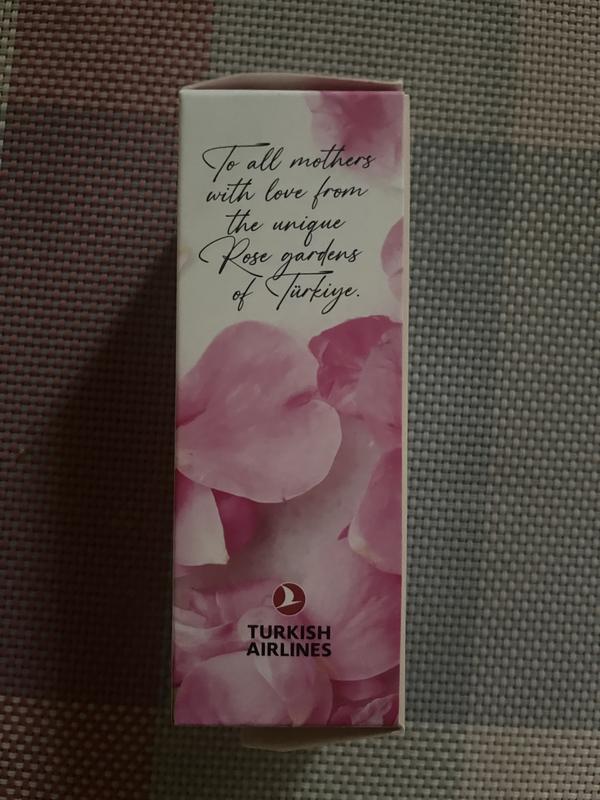 To all mothers
with love from
the unique
Rose gardens
of Türkiye.
TURKISH
AIRLINES